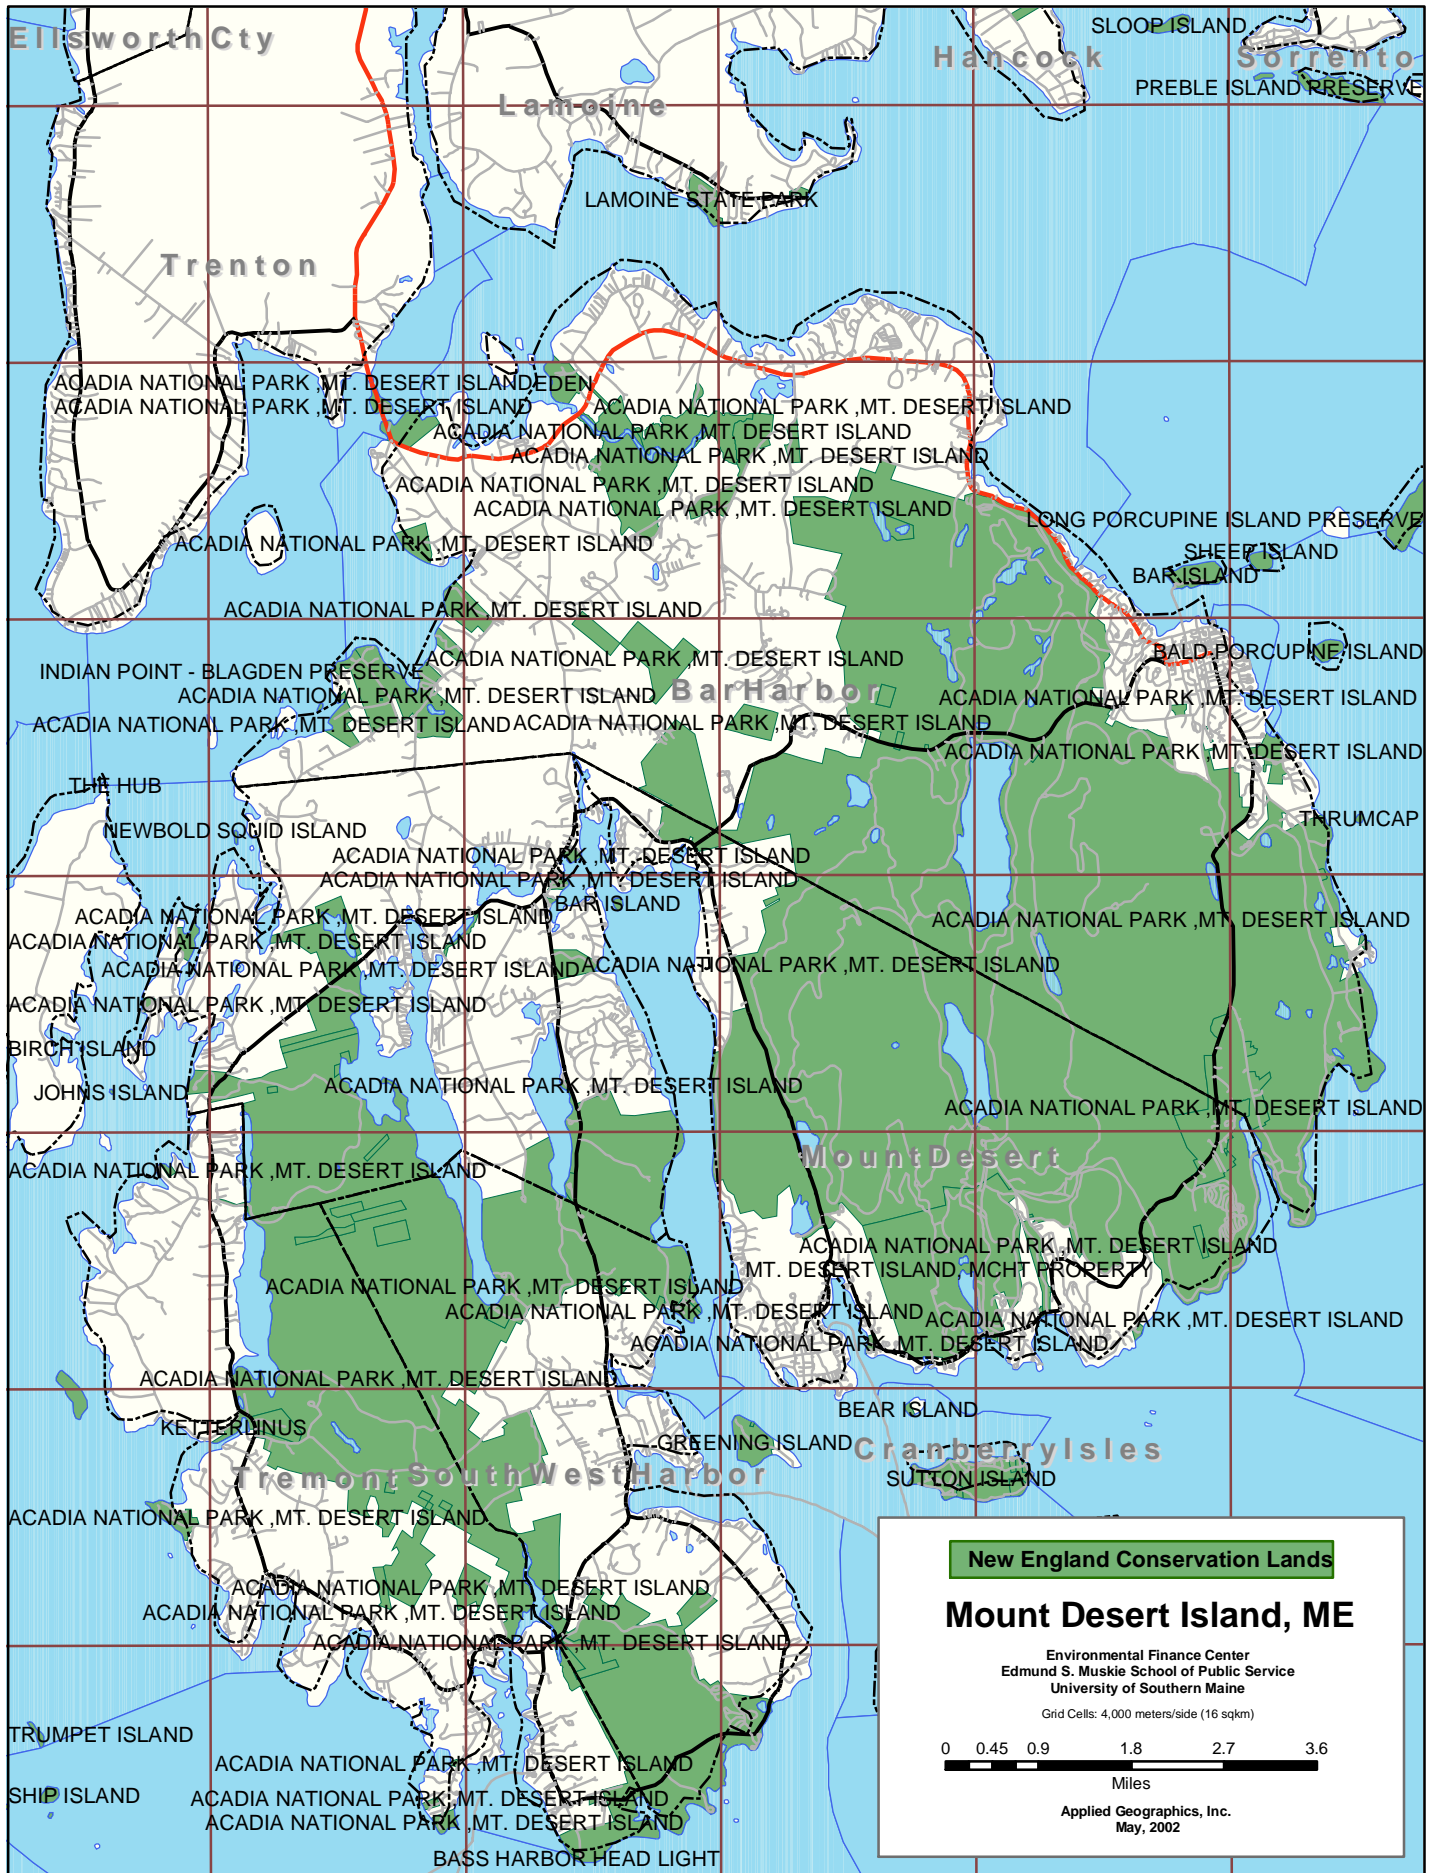 EllsworthCty
SLOOP ISLAND
Hancock
Sorrento
PREBLE ISLAND PRESERVE
Lamoine
LAMOINE STATE PARK
Trenton
ACADIA NATIONAL PARK ,MT. DESERT ISLAND
EDEN
ACADIA NATIONAL PARK ,MT. DESERT ISLAND
ACADIA NATIONAL PARK ,MT. DESERT ISLAND
ACADIA NATIONAL PARK ,MT. DESERT ISLAND
ACADIA NATIONAL PARK ,MT. DESERT ISLAND
ACADIA NATIONAL PARK ,MT. DESERT ISLAND
ACADIA NATIONAL PARK ,MT. DESERT ISLAND
LONG PORCUPINE ISLAND PRESERVE
ACADIA NATIONAL PARK ,MT. DESERT ISLAND
SHEEP ISLAND
BAR ISLAND
ACADIA NATIONAL PARK ,MT. DESERT ISLAND
BALD PORCUPINE ISLAND
ACADIA NATIONAL PARK ,MT. DESERT ISLAND
INDIAN POINT - BLAGDEN PRESERVE
BarHarbor
ACADIA NATIONAL PARK ,MT. DESERT ISLAND
ACADIA NATIONAL PARK ,MT. DESERT ISLAND
ACADIA NATIONAL PARK ,MT. DESERT ISLAND
ACADIA NATIONAL PARK ,MT. DESERT ISLAND
ACADIA NATIONAL PARK ,MT. DESERT ISLAND
THE HUB
THRUMCAP
NEWBOLD SQUID ISLAND
ACADIA NATIONAL PARK ,MT. DESERT ISLAND
ACADIA NATIONAL PARK ,MT. DESERT ISLAND
BAR ISLAND
ACADIA NATIONAL PARK ,MT. DESERT ISLAND
ACADIA NATIONAL PARK ,MT. DESERT ISLAND
ACADIA NATIONAL PARK ,MT. DESERT ISLAND
ACADIA NATIONAL PARK ,MT. DESERT ISLAND
ACADIA NATIONAL PARK ,MT. DESERT ISLAND
ACADIA NATIONAL PARK ,MT. DESERT ISLAND
BIRCH ISLAND
JOHNS ISLAND
ACADIA NATIONAL PARK ,MT. DESERT ISLAND
ACADIA NATIONAL PARK ,MT. DESERT ISLAND
MountDesert
ACADIA NATIONAL PARK ,MT. DESERT ISLAND
ACADIA NATIONAL PARK ,MT. DESERT ISLAND
MT. DESERT ISLAND, MCHT PROPERTY
ACADIA NATIONAL PARK ,MT. DESERT ISLAND
ACADIA NATIONAL PARK ,MT. DESERT ISLAND
ACADIA NATIONAL PARK ,MT. DESERT ISLAND
ACADIA NATIONAL PARK ,MT. DESERT ISLAND
ACADIA NATIONAL PARK ,MT. DESERT ISLAND
BEAR ISLAND
KETTERLINUS
GREENING ISLAND
CranberryIsles
Tremont
SouthWestHarbor
SUTTON ISLAND
ACADIA NATIONAL PARK ,MT. DESERT ISLAND
ACADIA NATIONAL PARK ,MT. DESERT ISLAND
ACADIA NATIONAL PARK ,MT. DESERT ISLAND
ACADIA NATIONAL PARK ,MT. DESERT ISLAND
TRUMPET ISLAND
ACADIA NATIONAL PARK ,MT. DESERT ISLAND
SHIP ISLAND
ACADIA NATIONAL PARK ,MT. DESERT ISLAND
ACADIA NATIONAL PARK ,MT. DESERT ISLAND
BASS HARBOR HEAD LIGHT
New England Conservation Lands
Mount Desert Island, ME
Environmental Finance Center
Edmund S. Muskie School of Public Service
University of Southern Maine
Grid Cells: 4,000 meters/side (16 sqkm)
0 0.45 0.9 1.8 2.7 3.6
Miles
Applied Geographics, Inc.
May, 2002